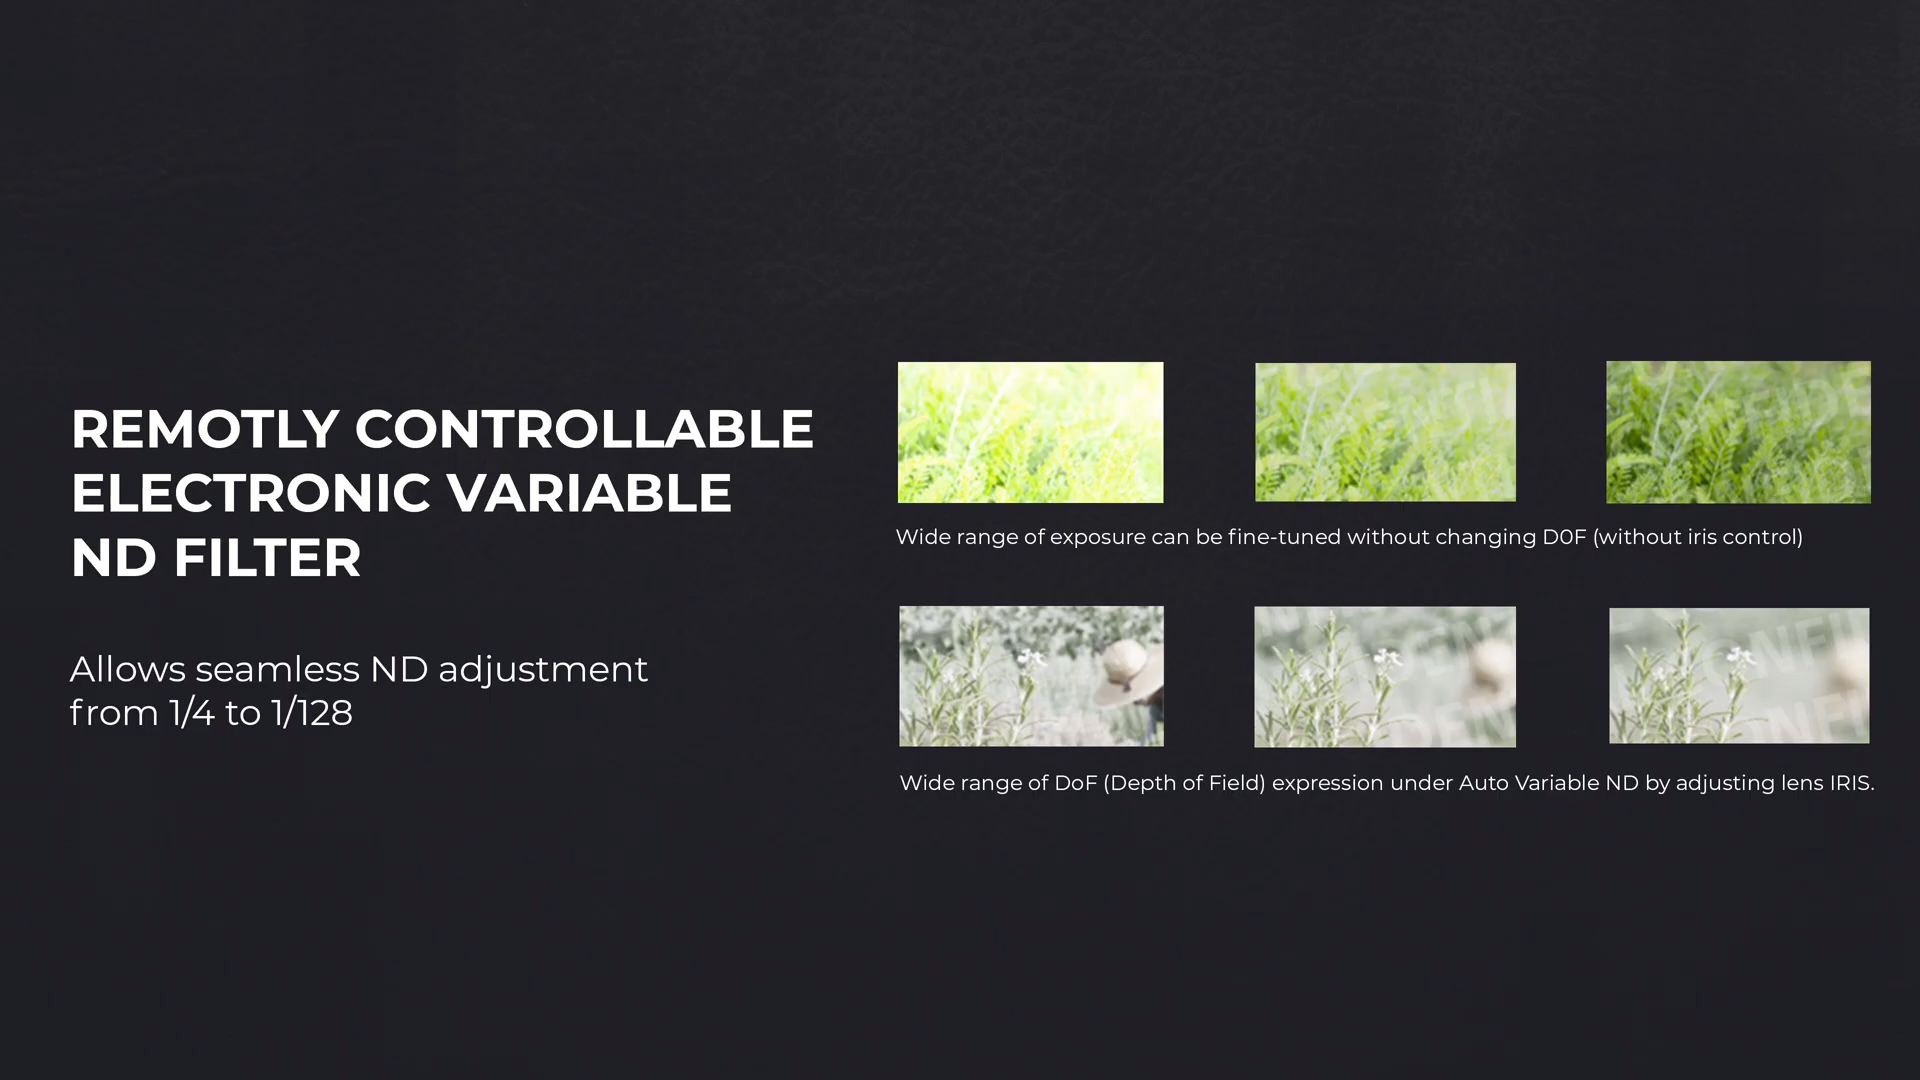 REMOTLY CONTROLLABLE
ELECTRONIC VARIABLE
ND FILTER
Allows seamless ND adjustment
from 1/4 to 1/128
Wide range of exposure can be fine-tuned without changing D0F (without iris control)
Wide range of DoF (Depth of Field) expression under Auto Variable ND by adjusting lens IRIS.